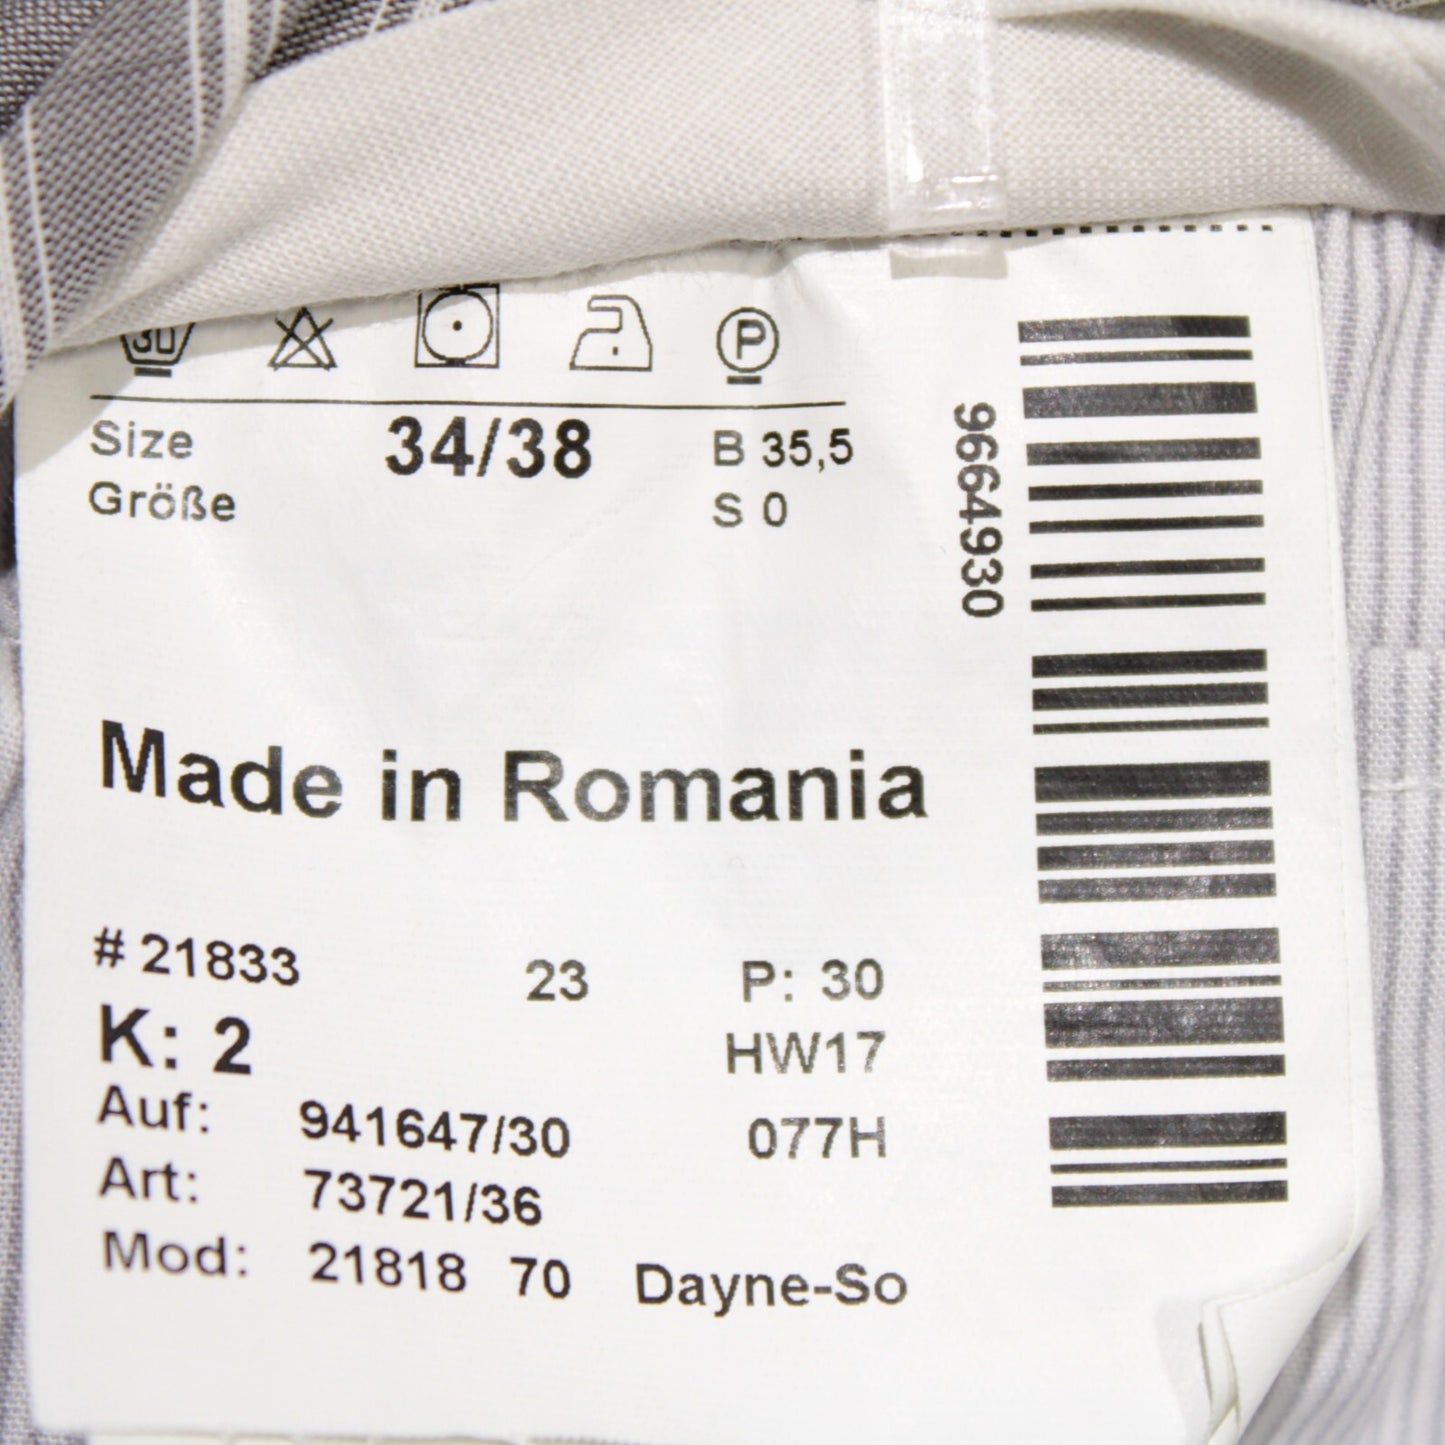 30
P
Size 34/38 B 35,5
Größe S 0
9664930
Made in Romania
# 21833 23 P: 30
K: 2 HW17
Auf: 941647/30 077H
Art: 73721/36
Mod: 21818 70 Dayne-So